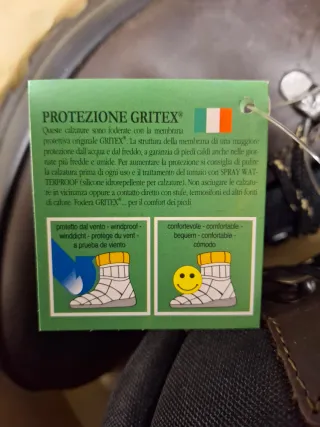 PROTEZIONE GRITEX®
Queste calzature sono foderate con la membrana
protettiva originale GRITEX®. La struttura della membrana dà una maggiore
protezione dall'acqua e dal freddo, a garanzia di piedi caldi anche nelle gior-
nate più fredde e umide. Per aumentare la protezione si consiglia di pulire
la calzatura prima di ogni uso e il trattamento del tomaio con SPRAY WAT-
TERPROOF (silicone idrorepellente per calzature). Non asciugare le calzatu-
re in vicinanza oppure a contatto diretto con stufe, termosifoni ed altri fonti
di calore. Fodera GRITEX®... per il comfort dei piedi
protetto dal vento - windproof-
winddicht - protège du vent -
a prueba de viento
confortevole - comfortable -
bequem - confortable -
cómodo